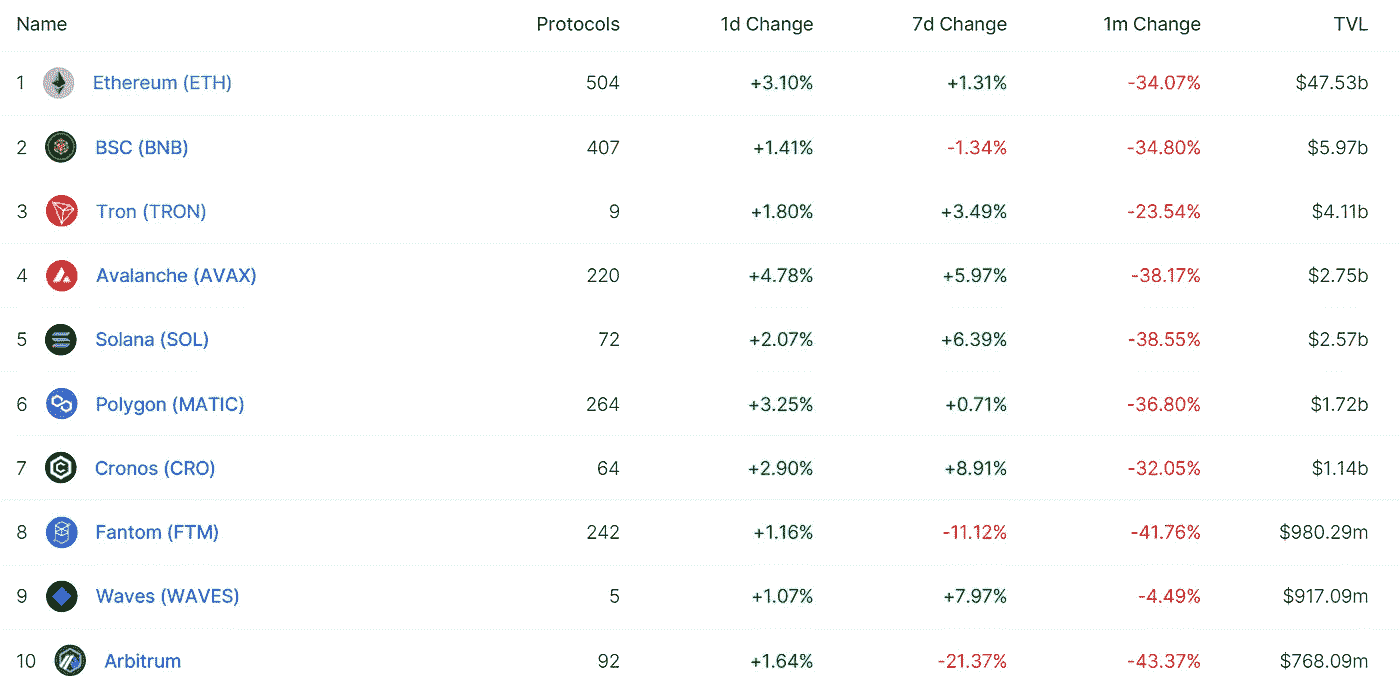 Name Protocols 1d Change 7d Change 1m Change TVL
1 Ethereum (ETH) 504 +3.10% +1.31% -34.07% $47.53b
2 BSC (BNB) 407 +1.41% -1.34% -34.80% $5.97b
3 Tron (TRON) 9 +1.80% +3.49% -23.54% $4.11b
4 Avalanche (AVAX) 220 +4.78% +5.97% -38.17% $2.75b
5 Solana (SOL) 72 +2.07% +6.39% -38.55% $2.57b
6 Polygon (MATIC) 264 +3.25% +0.71% -36.80% $1.72b
7 Cronos (CRO) 64 +2.90% +8.91% -32.05% $1.14b
8 Fantom (FTM) 242 +1.16% -11.12% -41.76% $980.29m
9 Waves (WAVES) 5 +1.07% +7.97% -4.49% $917.09m
10 Arbitrum 92 +1.64% -21.37% -43.37% $768.09m